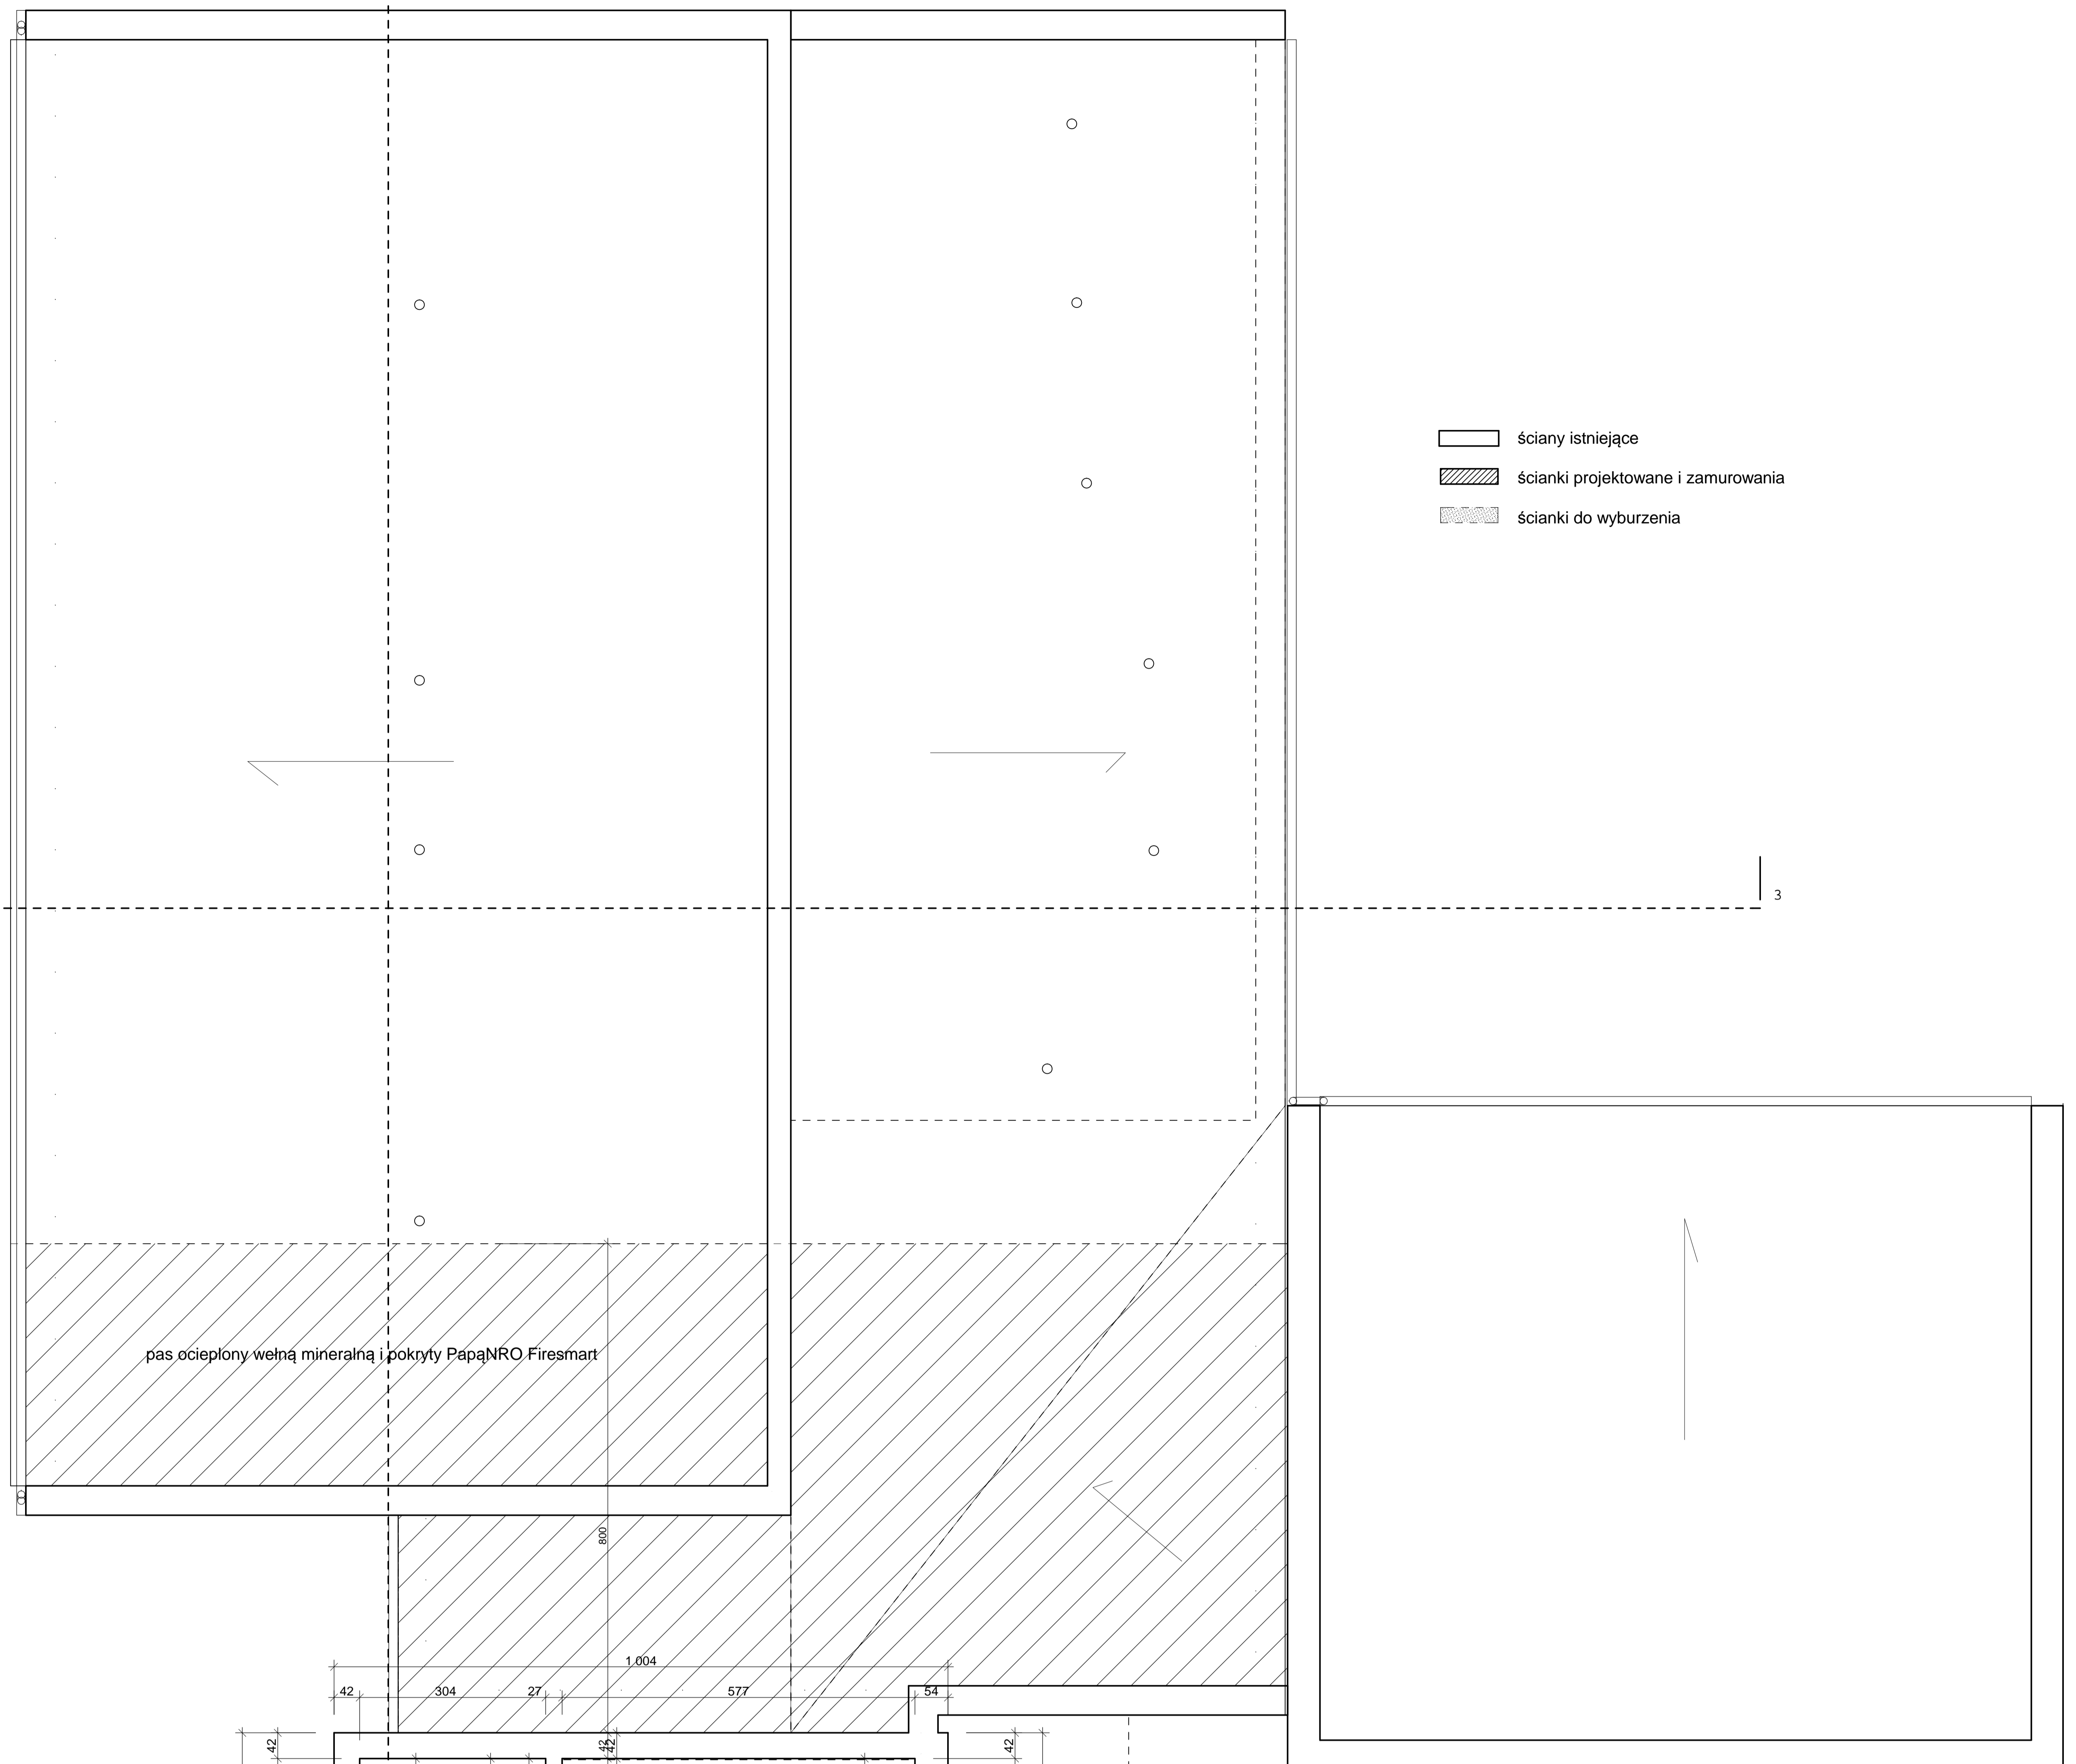 ściany istniejące
ścianki projektowane i zamurowania
ścianki do wyburzenia
3
pas ocieplony wełną mineralną i pokryty PapąNRO Firesmart
800
1 004
42 304 27 577 54
42 42 42 42